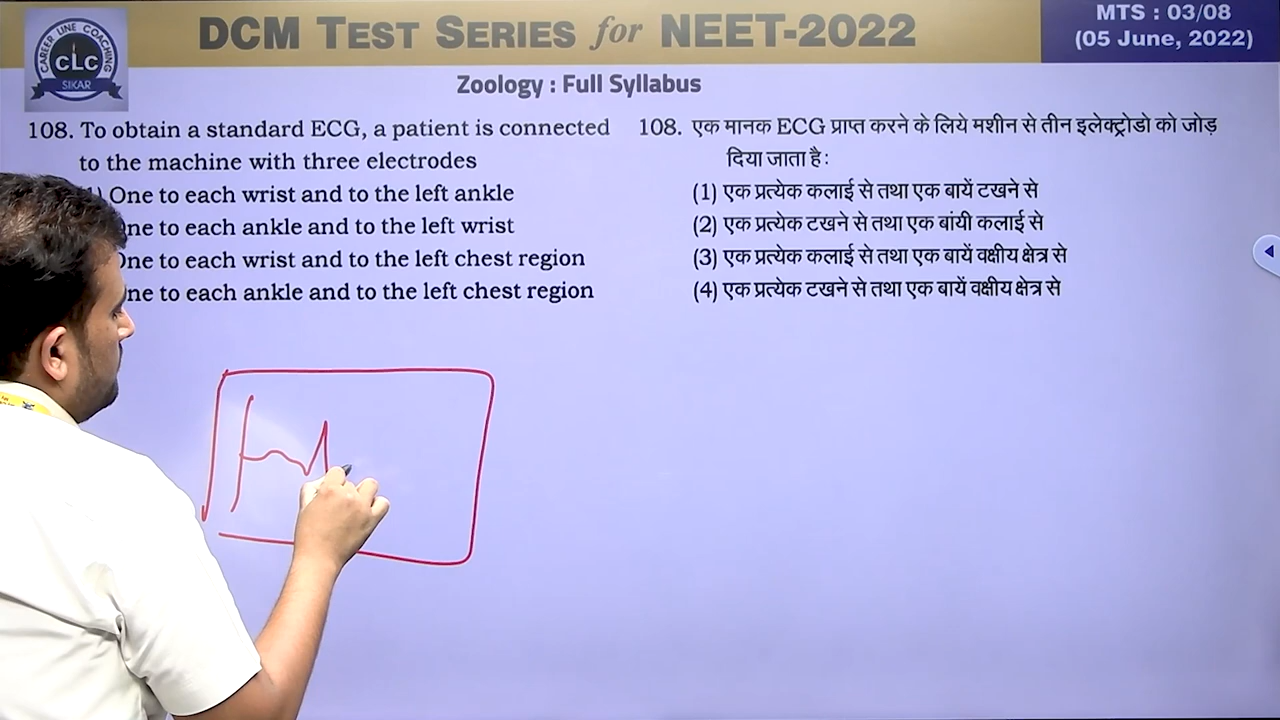 DCM TEST SERIES for NEET-2022
MTS : 03/08
(05 June, 2022)
CAREER LINE COACHING
CLC
SIKAR
Zoology : Full Syllabus
108. To obtain a standard ECG, a patient is connected
to the machine with three electrodes
1) One to each wrist and to the left ankle
ne to each ankle and to the left wrist
One to each wrist and to the left chest region
ne to each ankle and to the left chest region
108. एक मानक ECG प्राप्त करने के लिये मशीन से तीन इलेक्ट्रोडो को जोड़
दिया जाता है:
(1) एक प्रत्येक कलाई से तथा एक बायें टखने से
(2) एक प्रत्येक टखने से तथा एक बांयी कलाई से
(3) एक प्रत्येक कलाई से तथा एक बायें वक्षीय क्षेत्र से
(4) एक प्रत्येक टखने से तथा एक बायें वक्षीय क्षेत्र से